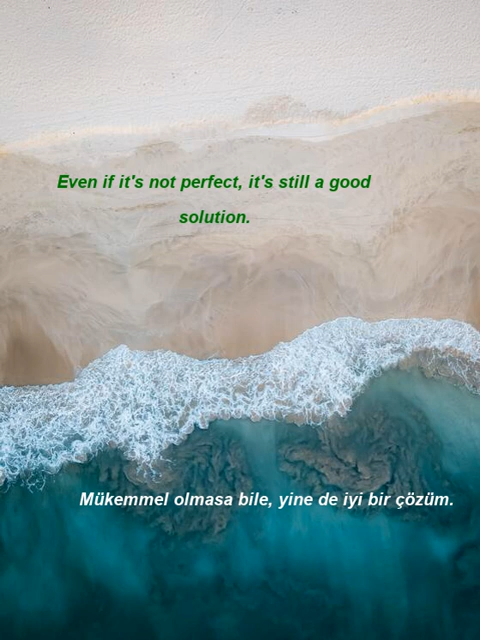 Even if it's not perfect, it's still a good
solution.
Mükemmel olmasa bile, yine de iyi bir çözüm.